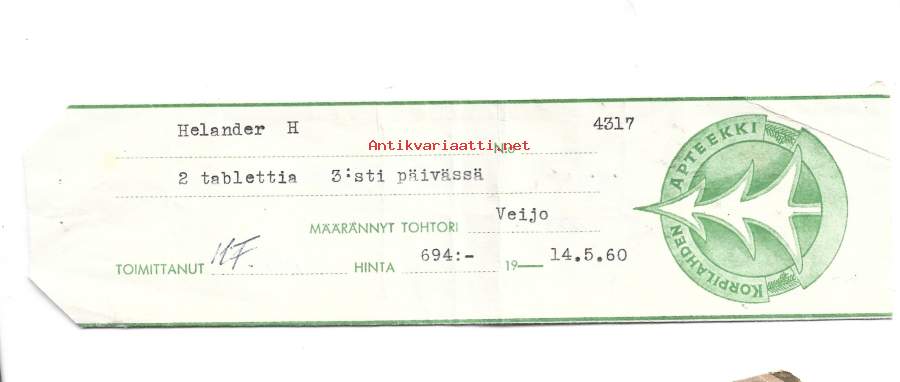 Helander H
N:o 4317
Antikvariaatti.net
2 tablettia 3:sti päivässä
MÄÄRÄNNYT TOHTORI Veijo
TOIMITTANUT HINTA 694:- 19— 14.5.60
KORPILAHDEN APTEEKKI